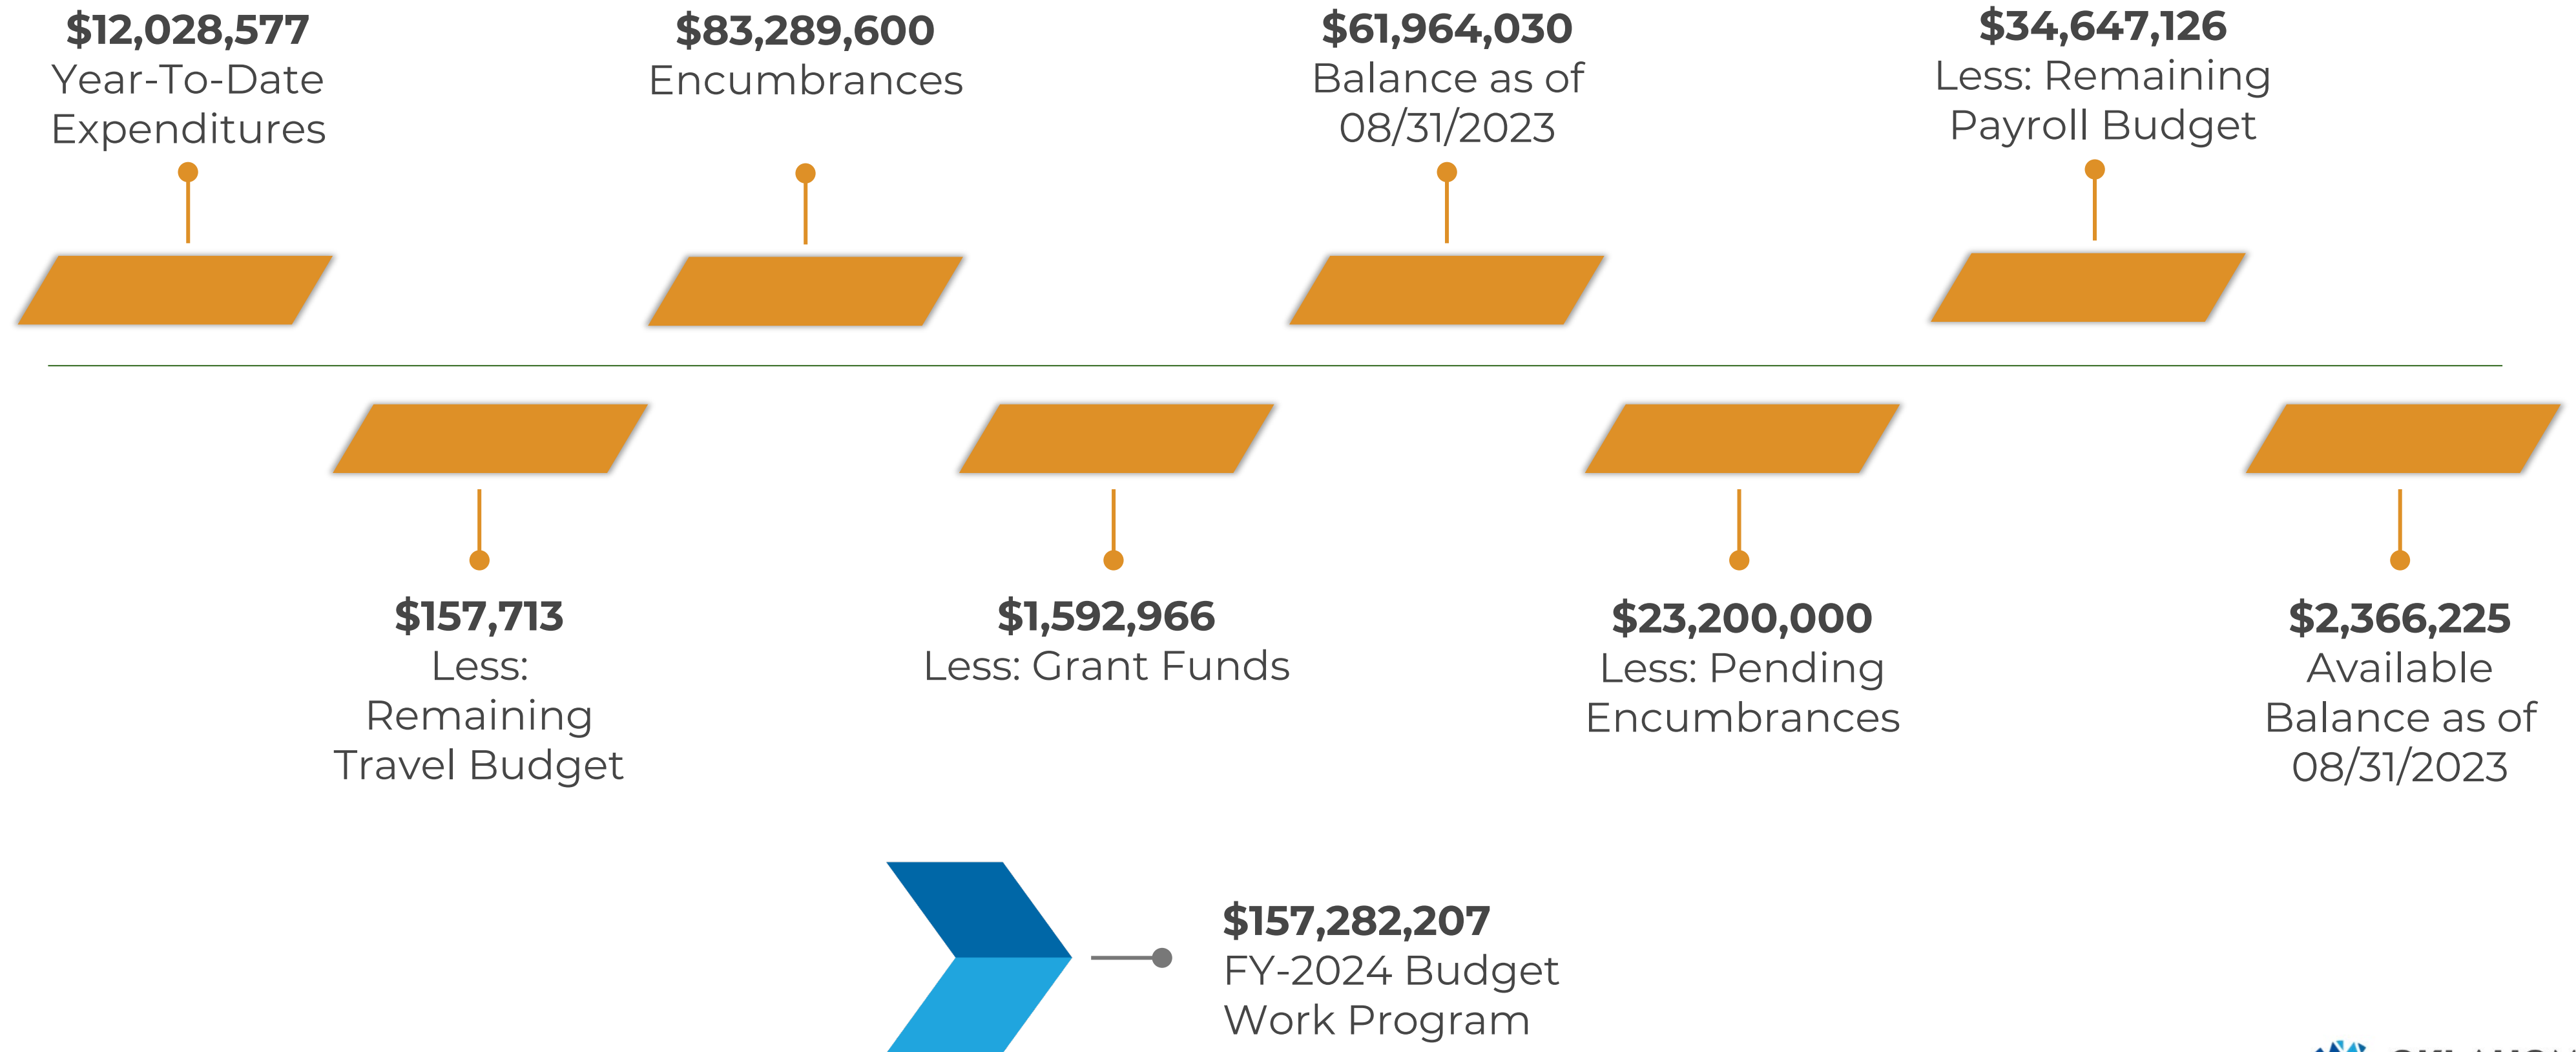 $12,028,577
Year-To-Date
Expenditures
$83,289,600
Encumbrances
$61,964,030
Balance as of
08/31/2023
$34,647,126
Less: Remaining
Payroll Budget
$157,713
Less:
Remaining
Travel Budget
$1,592,966
Less: Grant Funds
$23,200,000
Less: Pending
Encumbrances
$2,366,225
Available
Balance as of
08/31/2023
$157,282,207
FY-2024 Budget
Work Program